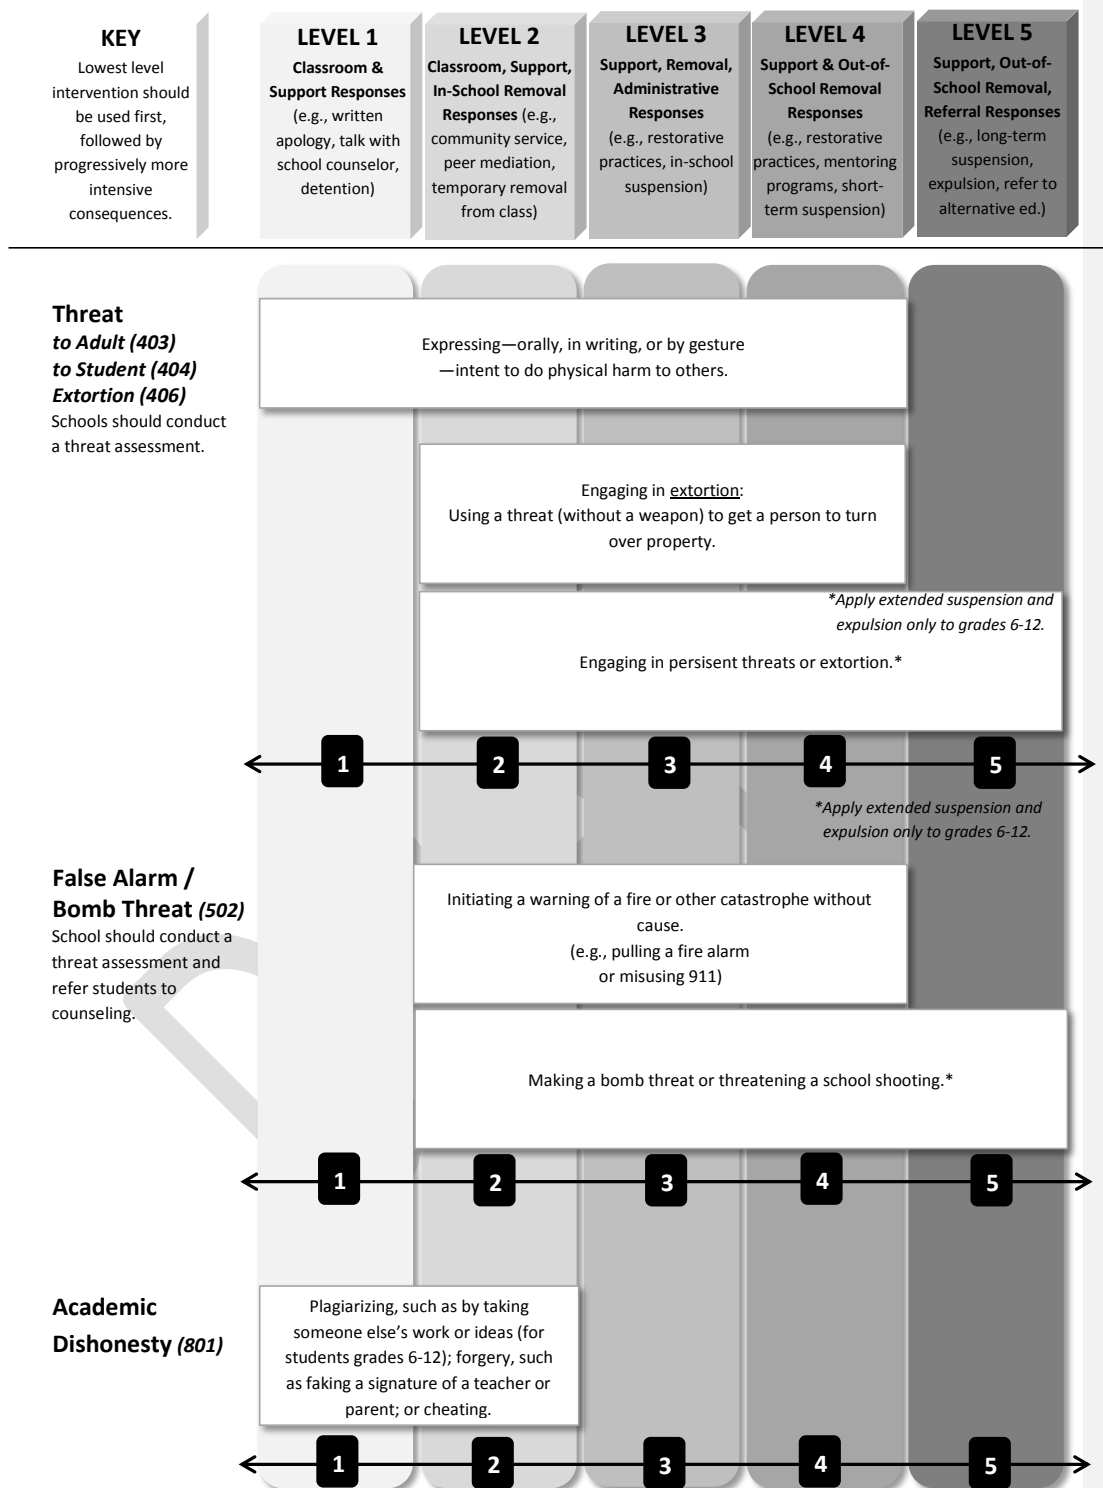 KEY
Lowest level
intervention should
be used first,
followed by
progressively more
intensive
consequences.
LEVEL 1
Classroom &
Support Responses
(e.g., written
apology, talk with
school counselor,
detention)
LEVEL 2
Classroom, Support,
In-School Removal
Responses (e.g.,
community service,
peer mediation,
temporary removal
from class)
LEVEL 3
Support, Removal,
Administrative
Responses
(e.g., restorative
practices, in-school
suspension)
LEVEL 4
Support & Out-of-
School Removal
Responses
(e.g., restorative
practices, mentoring
programs, short-
term suspension)
LEVEL 5
Support, Out-of-
School Removal,
Referral Responses
(e.g., long-term
suspension,
expulsion, refer to
alternative ed.)
Threat
to Adult (403)
to Student (404)
Extortion (406)
Schools should conduct
a threat assessment.
Expressing—orally, in writing, or by gesture
—intent to do physical harm to others.
Engaging in extortion:
Using a threat (without a weapon) to get a person to turn
over property.
*Apply extended suspension and
expulsion only to grades 6-12.
Engaging in persisent threats or extortion.*
1 2 3 4 5
*Apply extended suspension and
expulsion only to grades 6-12.
False Alarm /
Bomb Threat (502)
School should conduct a
threat assessment and
refer students to
counseling.
Initiating a warning of a fire or other catastrophe without
cause.
(e.g., pulling a fire alarm
or misusing 911)
Making a bomb threat or threatening a school shooting.*
1 2 3 4 5
Academic
Dishonesty (801)
Plagiarizing, such as by taking
someone else's work or ideas (for
students grades 6-12); forgery, such
as faking a signature of a teacher or
parent; or cheating.
1 2 3 4 5